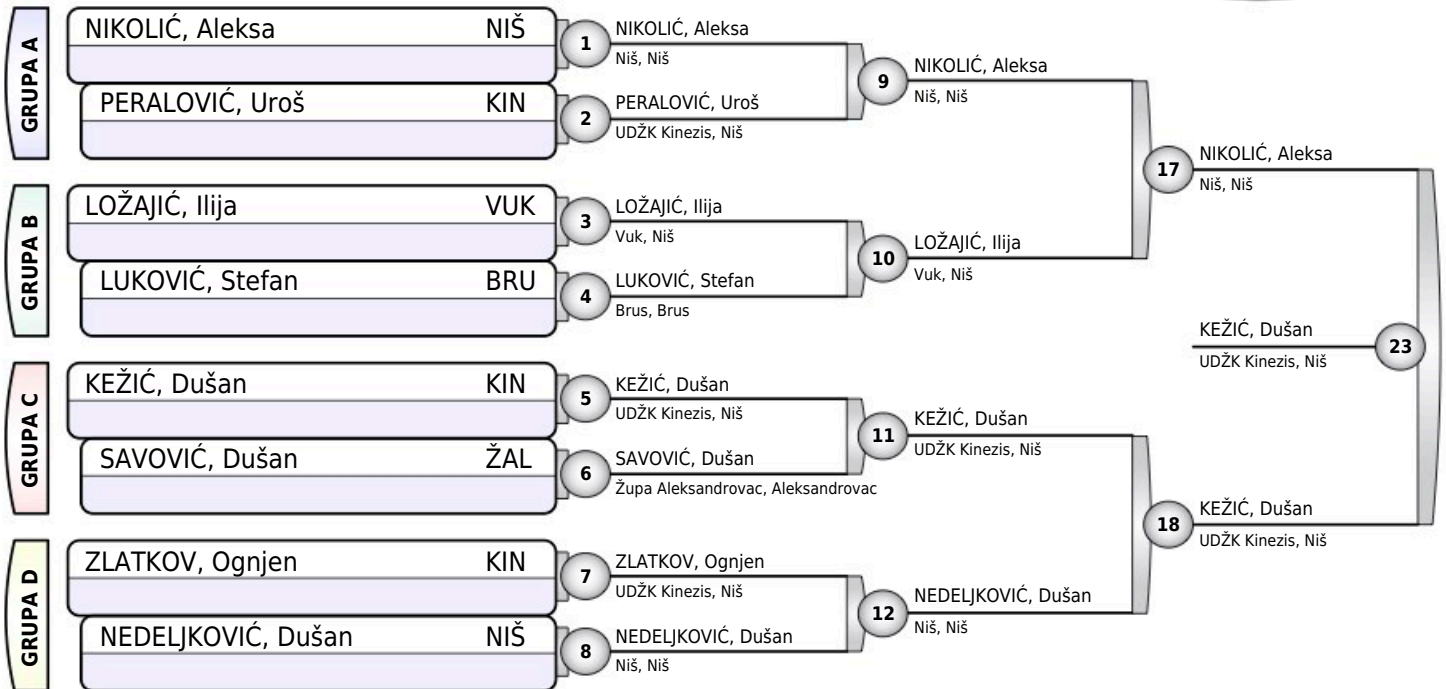 GRUPA A
NIKOLIĆ, Aleksa NIŠ
PERALOVIĆ, Uroš KIN
1
NIKOLIĆ, Aleksa
Niš, Niš
2
PERALOVIĆ, Uroš
UDŽK Kinezis, Niš
9
NIKOLIĆ, Aleksa
Niš, Niš
GRUPA B
LOŽAJIĆ, Ilija VUK
LUKOVIĆ, Stefan BRU
3
LOŽAJIĆ, Ilija
Vuk, Niš
4
LUKOVIĆ, Stefan
Brus, Brus
10
LOŽAJIĆ, Ilija
Vuk, Niš
17
NIKOLIĆ, Aleksa
Niš, Niš
GRUPA C
KEŽIĆ, Dušan KIN
SAVOVIĆ, Dušan ŽAL
5
KEŽIĆ, Dušan
UDŽK Kinezis, Niš
6
SAVOVIĆ, Dušan
Župa Aleksandrovac, Aleksandrovac
11
KEŽIĆ, Dušan
UDŽK Kinezis, Niš
GRUPA D
ZLATKOV, Ognjen KIN
NEDELJKOVIĆ, Dušan NIŠ
7
ZLATKOV, Ognjen
UDŽK Kinezis, Niš
8
NEDELJKOVIĆ, Dušan
Niš, Niš
12
NEDELJKOVIĆ, Dušan
Niš, Niš
18
KEŽIĆ, Dušan
UDŽK Kinezis, Niš
KEŽIĆ, Dušan
UDŽK Kinezis, Niš
23